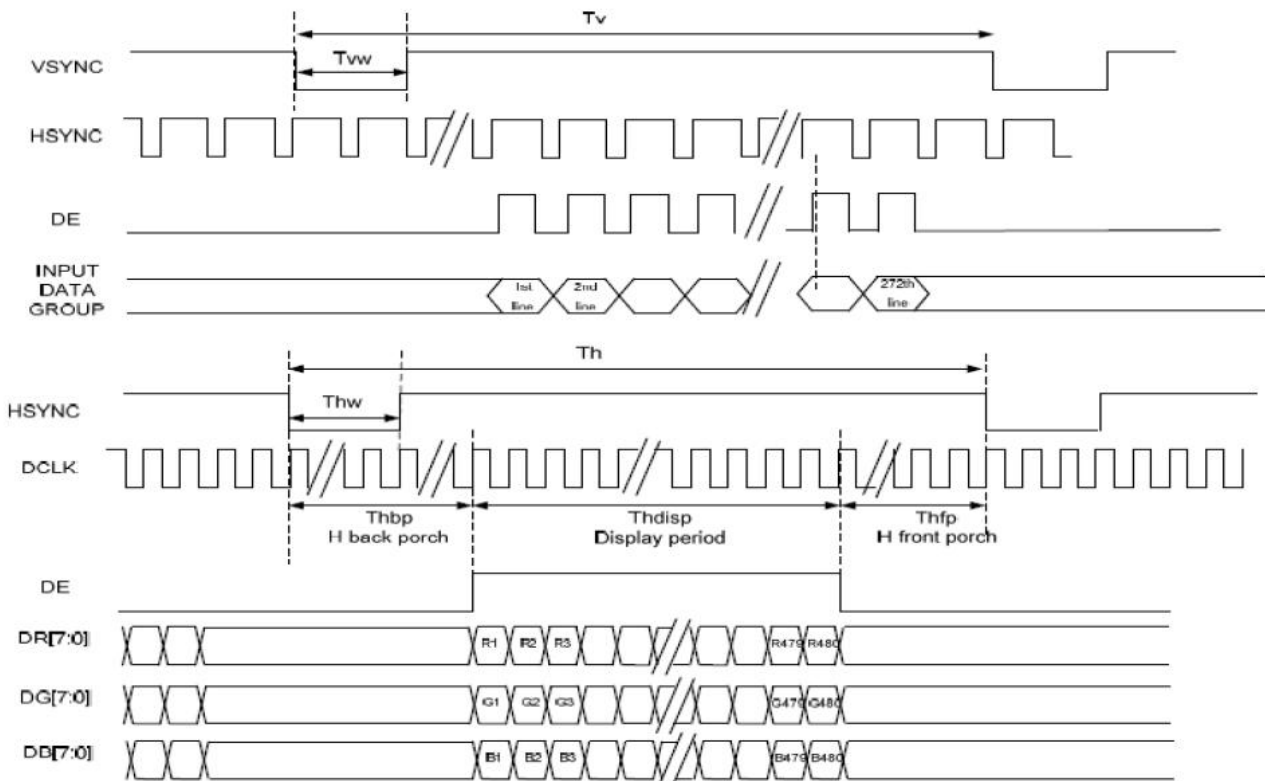 Tv
VSYNC
Tvw
HSYNC
DE
INPUT
DATA
GROUP
1st
line
2nd
line
272th
line
Th
HSYNC
Thw
DCLK
Thbp
H back porch
Thdisp
Display period
Thfp
H front porch
DE
DR[7:0]
R1 R2 R3 R479 R480
DG[7:0]
G1 G2 G3 G479 G480
DB[7:0]
B1 B2 B3 B479 B480